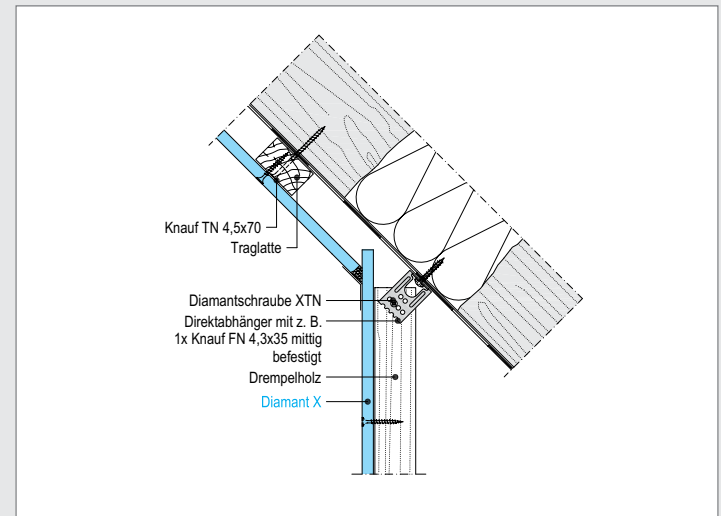 Knauf TN 4,5x70
Traglatte
Diamantschraube XTN
Direktabhänger mit z. B.
1x Knauf FN 4,3x35 mittig
befestigt
Drempelholz
Diamant X